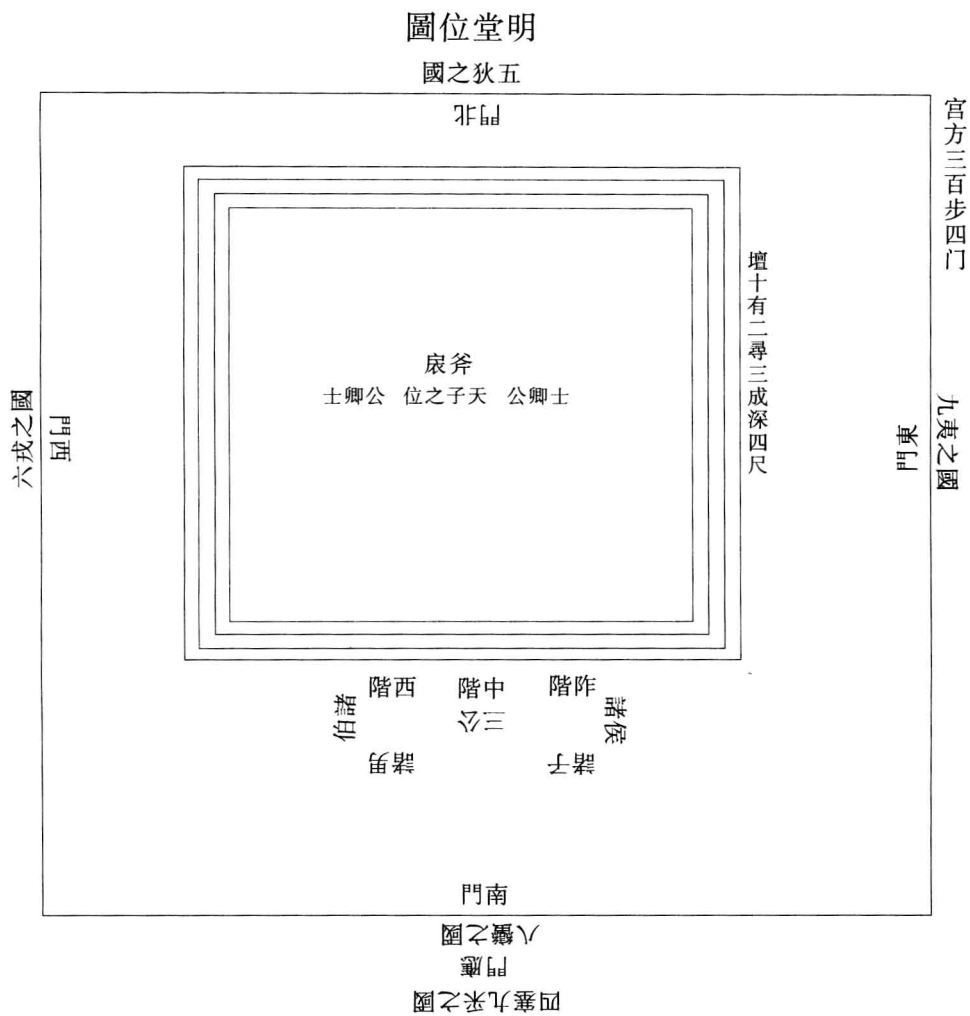 明堂位圖
五狄之國
北門
宮方三百步四门
壇十有二尋三成深四尺
斧扆
士卿公 天子之位 公卿士
九夷之國
東門
西門
六戎之國
阼階
中階
西階
諸侯
三公
諸伯
諸子
諸男
南門
八蠻之國
應門
四塞九采之國